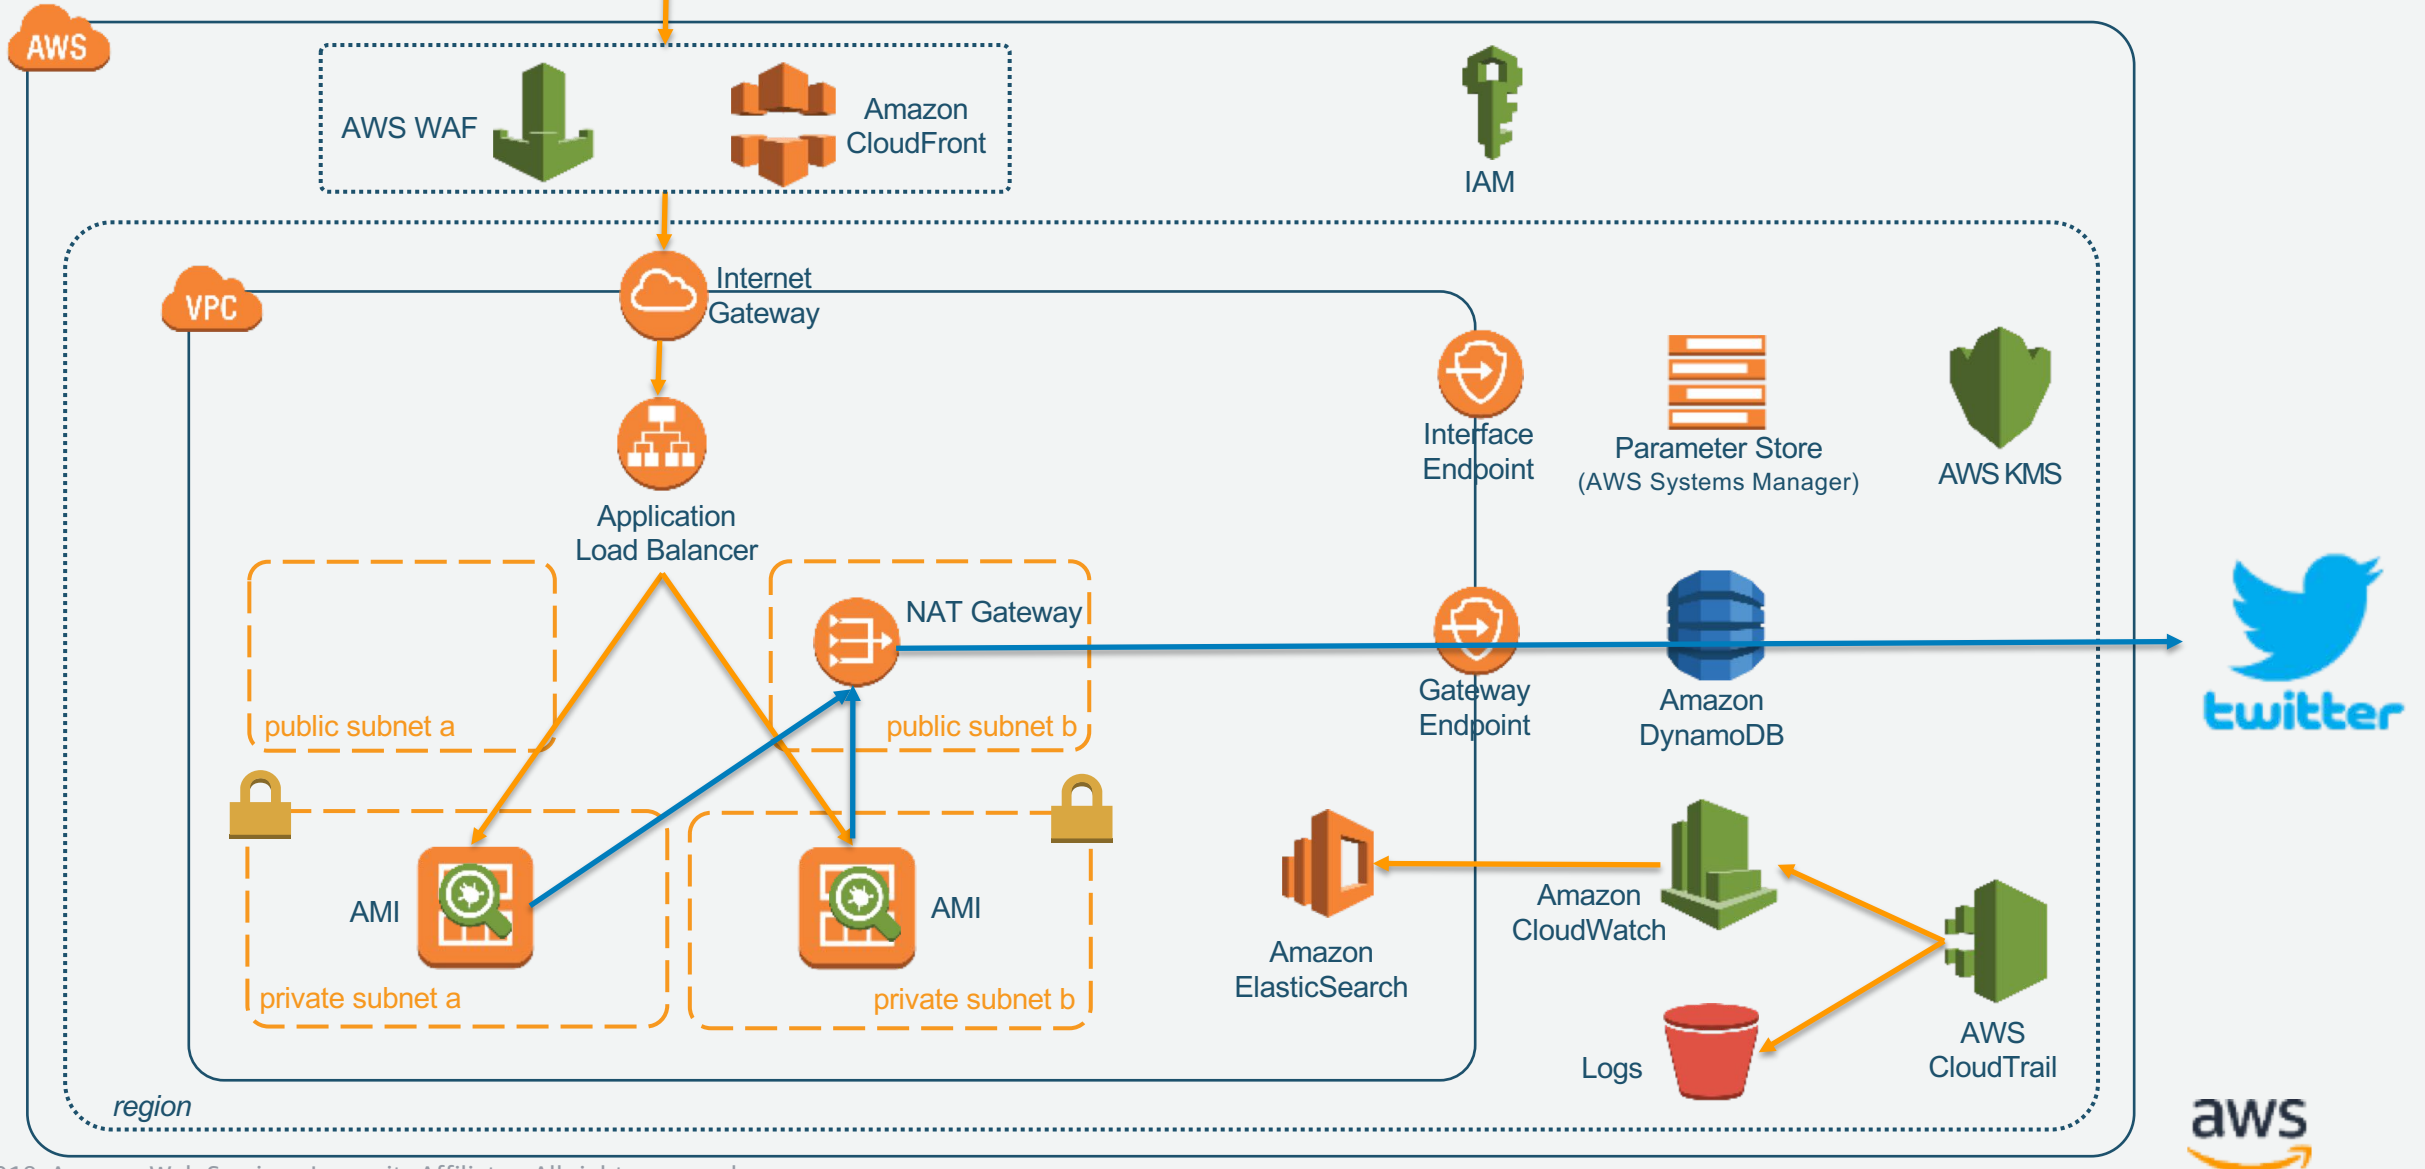 AWS
AWS WAF
Amazon
CloudFront
IAM
VPC
Internet
Gateway
Interface
Endpoint
Parameter Store
(AWS Systems Manager)
AWS KMS
Application
Load Balancer
NAT Gateway
public subnet a
public subnet b
Gateway
Endpoint
Amazon
DynamoDB
twitter
AMI
AMI
private subnet a
private subnet b
Amazon
ElasticSearch
Amazon
CloudWatch
Logs
AWS
CloudTrail
region
aws